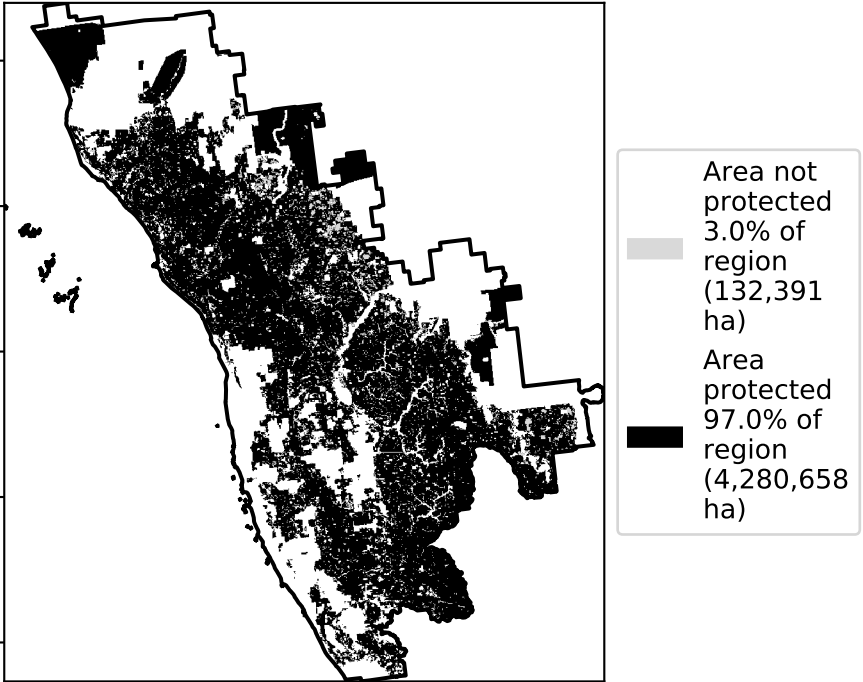 Area not
protected
3.0% of
region
(132,391
ha)
Area
protected
97.0% of
region
(4,280,658
ha)